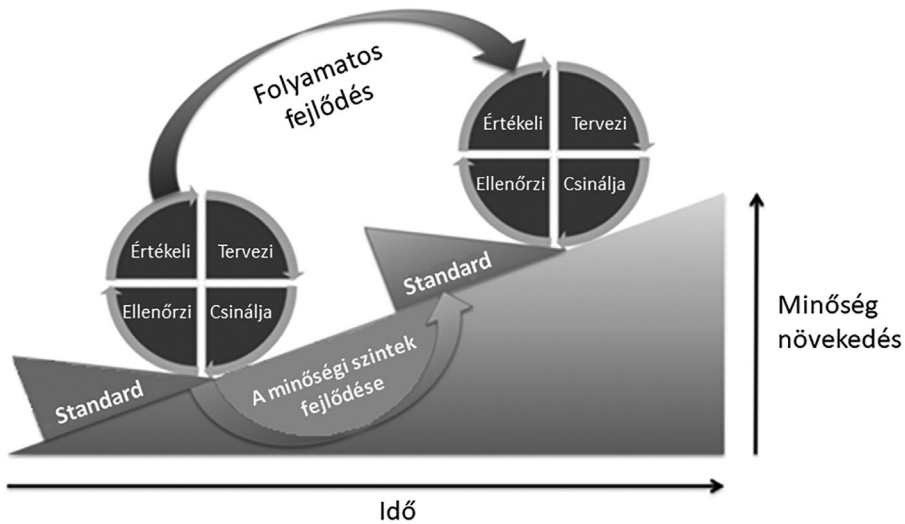 Folyamatos
fejlődés
Értékeli
Tervezi
Ellenőrzi
Csinálja
Értékeli
Tervezi
Ellenőrzi
Csinálja
Standard
Standard
A minőségi szintek
fejlődése
Minőség
növekedés
Idő